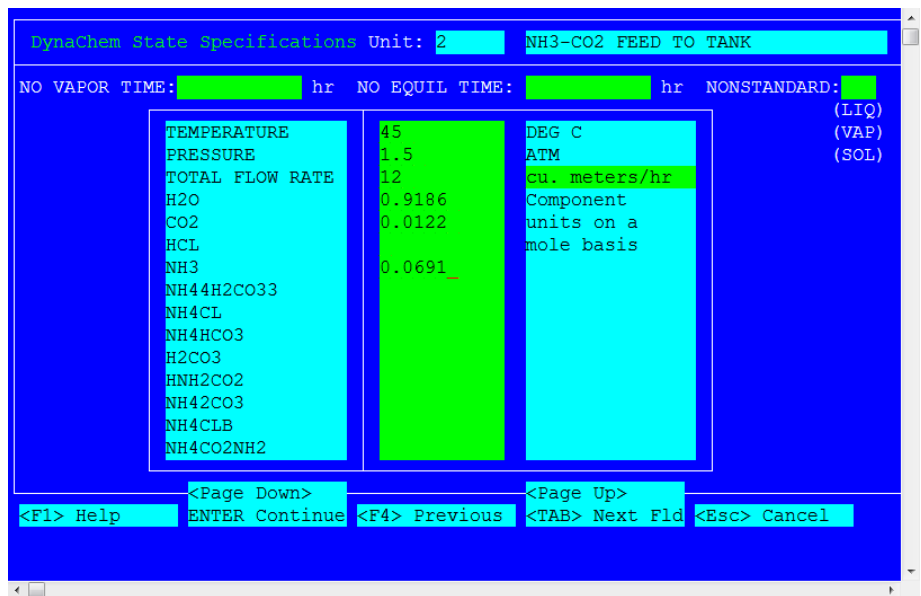 DynaChem State Specifications Unit: 2 NH3-CO2 FEED TO TANK
NO VAPOR TIME: hr NO EQUIL TIME: hr NONSTANDARD:
(LIQ)
TEMPERATURE 45 DEG C (VAP)
PRESSURE 1.5 ATM (SOL)
TOTAL FLOW RATE 12 cu. meters/hr
H2O 0.9186 Component
CO2 0.0122 units on a
HCL mole basis
NH3 0.0691_
NH44H2CO33
NH4CL
NH4HCO3
H2CO3
HNH2CO2
NH42CO3
NH4CLB
NH4CO2NH2
<Page Down> <Page Up>
<F1> Help ENTER Continue <F4> Previous <TAB> Next Fld <Esc> Cancel